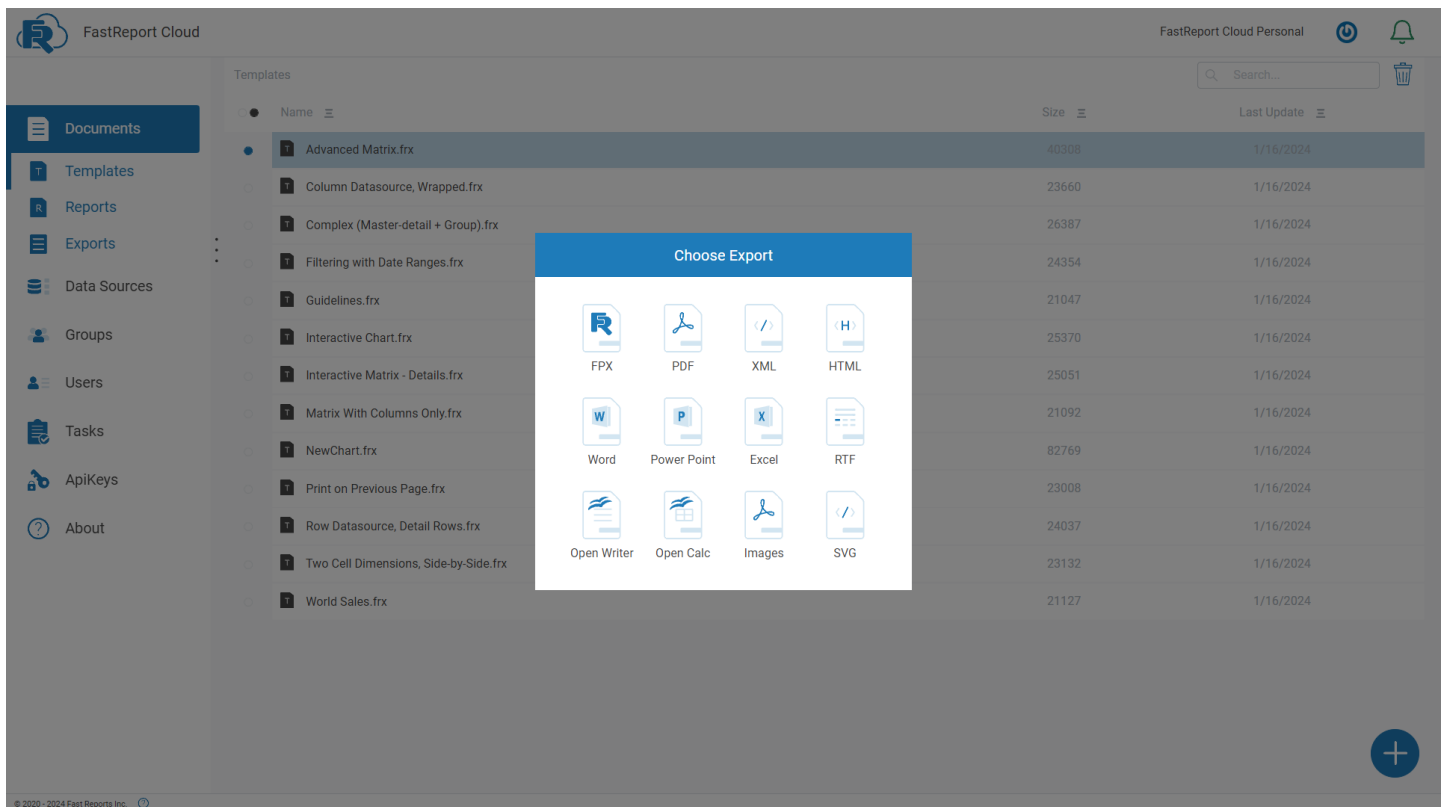 FastReport Cloud
FastReport Cloud Personal
Templates
Search...
Name
Size
Last Update
Documents
Templates
Reports
Exports
Data Sources
Groups
Users
Tasks
ApiKeys
About
Advanced Matrix.frx 40308 1/16/2024
Column Datasource, Wrapped.frx 23660 1/16/2024
Complex (Master-detail + Group).frx 26387 1/16/2024
Filtering with Date Ranges.frx 24354 1/16/2024
Guidelines.frx 21047 1/16/2024
Interactive Chart.frx 25370 1/16/2024
Interactive Matrix - Details.frx 25051 1/16/2024
Matrix With Columns Only.frx 21092 1/16/2024
NewChart.frx 82769 1/16/2024
Print on Previous Page.frx 23008 1/16/2024
Row Datasource, Detail Rows.frx 24037 1/16/2024
Two Cell Dimensions, Side-by-Side.frx 23132 1/16/2024
World Sales.frx 21127 1/16/2024
Choose Export
FPX PDF XML HTML
Word Power Point Excel RTF
Open Writer Open Calc Images SVG
© 2020 - 2024 Fast Reports Inc.